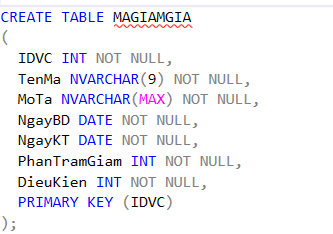 CREATE TABLE MAGIAMGIA
(
IDVC INT NOT NULL,
TenMa NVARCHAR(9) NOT NULL,
MoTa NVARCHAR(MAX) NOT NULL,
NgayBD DATE NOT NULL,
NgayKT DATE NOT NULL,
PhanTramGiam INT NOT NULL,
DieuKien INT NOT NULL,
PRIMARY KEY (IDVC)
);